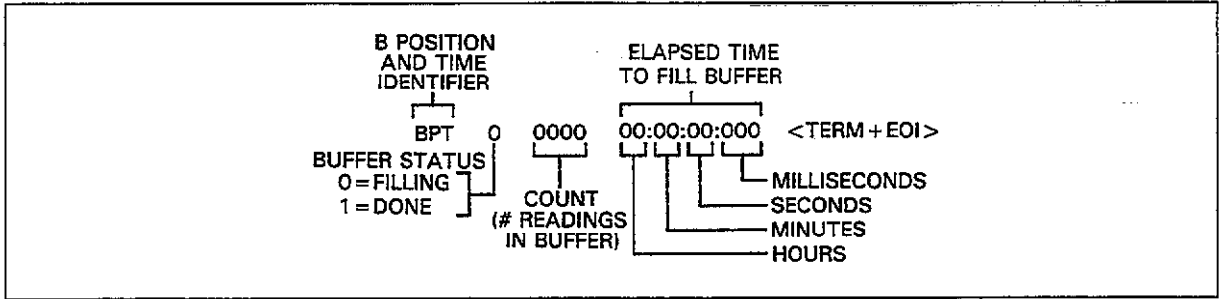 B POSITION
AND TIME
IDENTIFIER
ELAPSED TIME
TO FILL BUFFER
BPT 0 0000 00:00:00:000 <TERM + EOI>
BUFFER STATUS
0=FILLING
1=DONE
COUNT
(# READINGS
IN BUFFER)
MILLISECONDS
SECONDS
MINUTES
HOURS